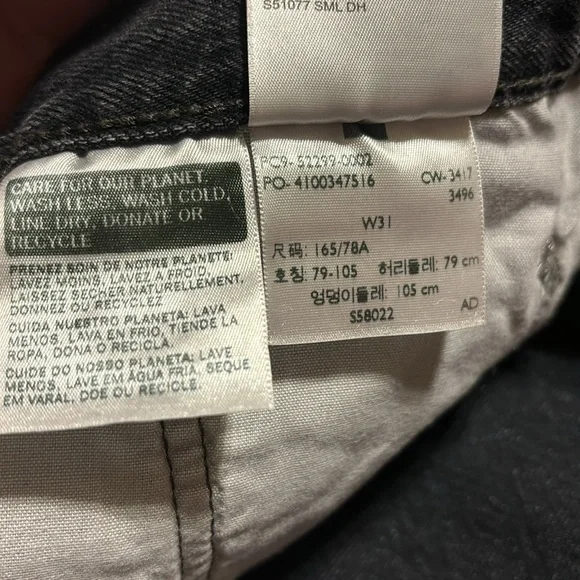 S51077 SML DH
CARE FOR OUR PLANET
WASH LESS, WASH COLD,
LINE DRY, DONATE OR
RECYCLE
PRENEZ SOIN DE NOTRE PLANETE:
LAVEZ MOINS, LAVEZ A FROID,
LAISSEZ SECHER NATURELLEMENT,
DONNEZ OU RECYCLEZ
CUIDA NUESTRO PLANETA: LAVA
MENOS, LAVA EN FRIO, TIENDE LA
ROPA, DONA O RECICLA.
CUIDE DO NOSSO PLANETA: LAVE
MENOS, LAVE EM ÁGUA FRIA, SEQUE
EM VARAL, DOE OU RECICLE.
PC9- 52299-0002
PO- 4100347516 CW- 3417
3496
W31
尺码: 165/78A
호칭 79-105 허리둘레: 79 cm
엉덩이둘레: 105 cm
S58022 AD